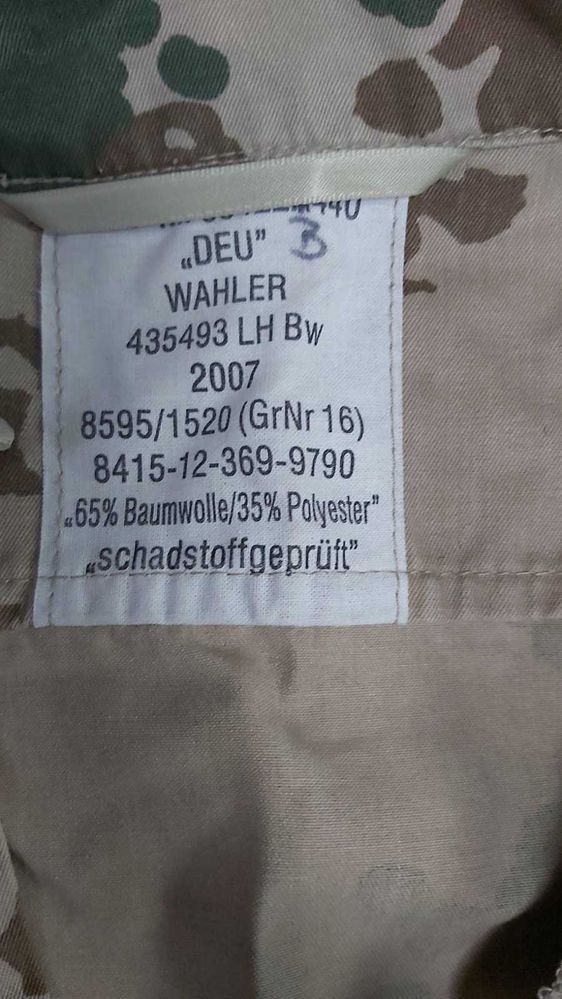 „DEU" B
WAHLER
435493 LH Bw
2007
8595/1520 (GrNr 16)
8415-12-369-9790
„65% Baumwolle/35% Polyester"
„schadstoffgeprüft"